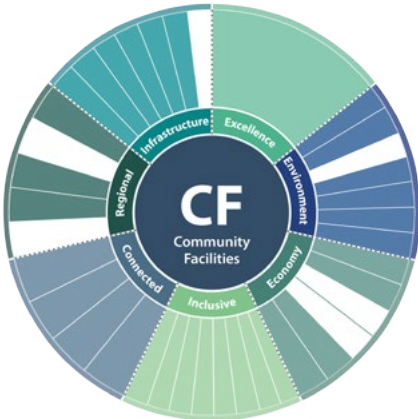 CF
Community
Facilities
Excellence
Environment
Economy
Inclusive
Connected
Regional
Infrastructure